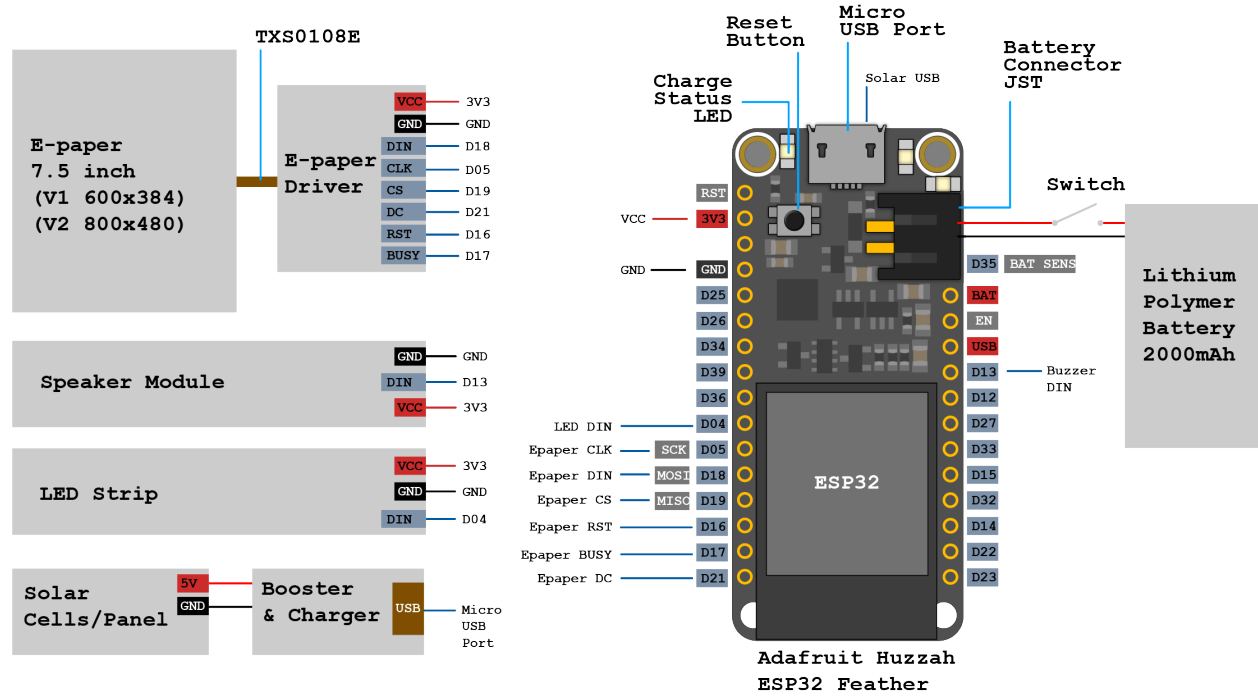 TXS0108E
E-paper
7.5 inch
(V1 600x384)
(V2 800x480)
E-paper
Driver
VCC 3V3
GND GND
DIN D18
CLK D05
CS D19
DC D21
RST D16
BUSY D17
Speaker Module
GND GND
DIN D13
VCC 3V3
LED Strip
VCC 3V3
GND GND
DIN D04
Solar
Cells/Panel
5V
GND
Booster
& Charger
USB
Micro
USB
Port
Reset
Button
Micro
USB Port
Solar USB
Charge
Status
LED
Battery
Connector
JST
Switch
Lithium
Polymer
Battery
2000mAh
RST
VCC 3V3
GND GND
D25
D26
D34
D39
D36
LED DIN D04
Epaper CLK SCK D05
Epaper DIN MOSI D18
Epaper CS MISO D19
Epaper RST D16
Epaper BUSY D17
Epaper DC D21
D35 BAT SENS
BAT
EN
USB
D13 Buzzer
DIN
D12
D27
D33
D15
D32
D14
D22
D23
ESP32
Adafruit Huzzah
ESP32 Feather